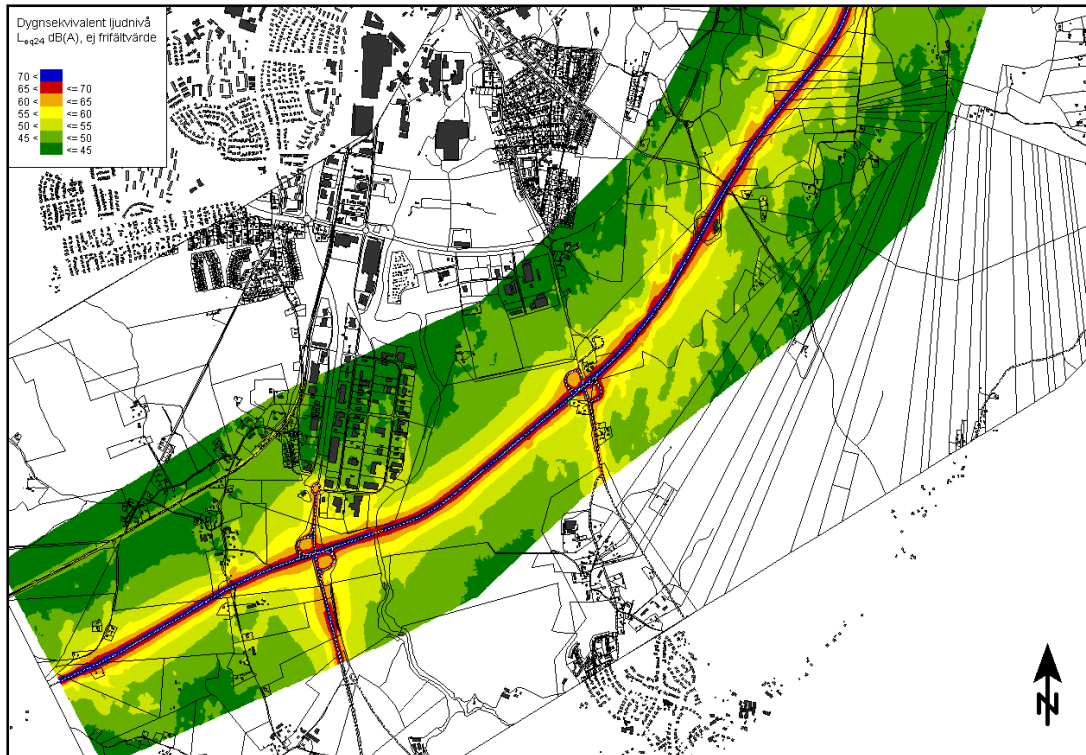 Dygnsekvivalent ljudnivå
Leq24 dB(A), ej frifältvärde
70 <
65 < <= 70
60 < <= 65
55 < <= 60
50 < <= 55
45 < <= 50
<= 45
N